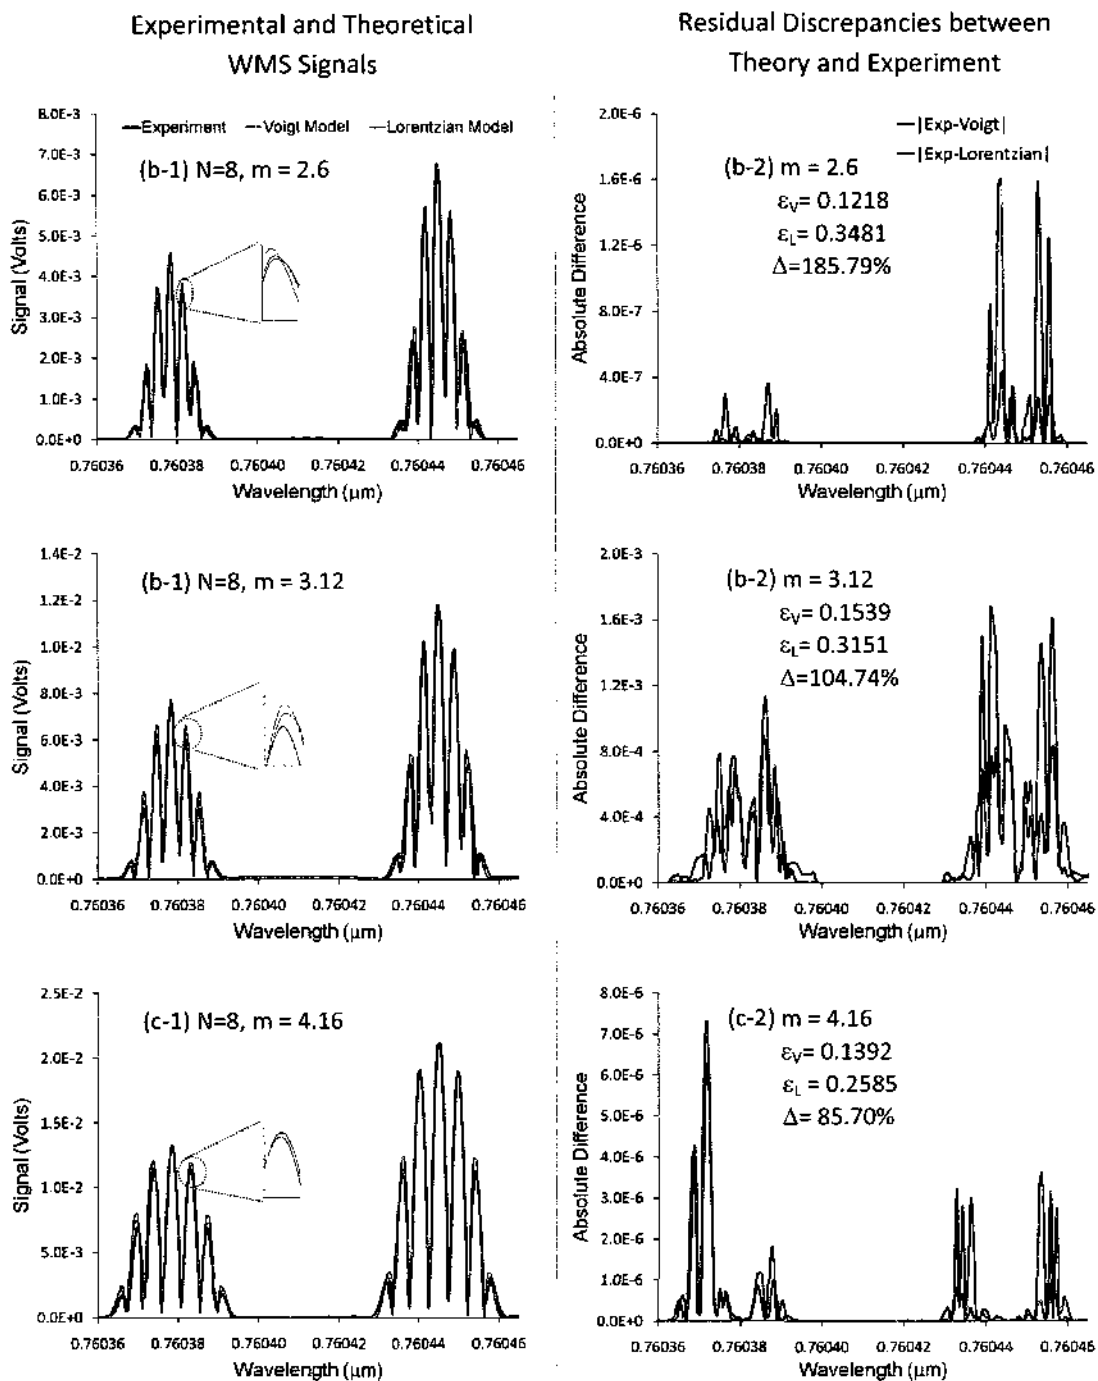 Experimental and Theoretical
WMS Signals
Residual Discrepancies between
Theory and Experiment
8.0E-3
7.0E-3
6.0E-3
5.0E-3
4.0E-3
3.0E-3
2.0E-3
1.0E-3
0.0E+0
Signal (Volts)
Experiment
Voigt Model
Lorentzian Model
(b-1) N=8, m = 2.6
0.76036 0.76038 0.76040 0.76042 0.76044 0.76046
Wavelength (μm)
2.0E-6
1.6E-6
1.2E-6
8.0E-7
4.0E-7
0.0E+0
Absolute Difference
|Exp-Voigt|
|Exp-Lorentzian|
(b-2) m = 2.6
εV= 0.1218
εL= 0.3481
Δ=185.79%
0.76036 0.76038 0.76040 0.76042 0.76044 0.76046
Wavelength (μm)
1.4E-2
1.2E-2
1.0E-2
8.0E-3
6.0E-3
4.0E-3
2.0E-3
0.0E+0
Signal (Volts)
(b-1) N=8, m = 3.12
0.76036 0.76038 0.76040 0.76042 0.76044 0.76046
Wavelength (μm)
2.0E-3
1.6E-3
1.2E-3
8.0E-4
4.0E-4
0.0E+0
Absolute Difference
(b-2) m = 3.12
εV= 0.1539
εL= 0.3151
Δ=104.74%
0.76036 0.76038 0.76040 0.76042 0.76044 0.76046
Wavelength (μm)
2.5E-2
2.0E-2
1.5E-2
1.0E-2
5.0E-3
0.0E+0
Signal (Volts)
(c-1) N=8, m = 4.16
0.76036 0.76038 0.76040 0.76042 0.76044 0.76046
Wavelength (μm)
8.0E-6
7.0E-6
6.0E-6
5.0E-6
4.0E-6
3.0E-6
2.0E-6
1.0E-6
0.0E+0
Absolute Difference
(c-2) m = 4.16
εV= 0.1392
εL = 0.2585
Δ= 85.70%
0.76036 0.76038 0.76040 0.76042 0.76044 0.76046
Wavelength (μm)